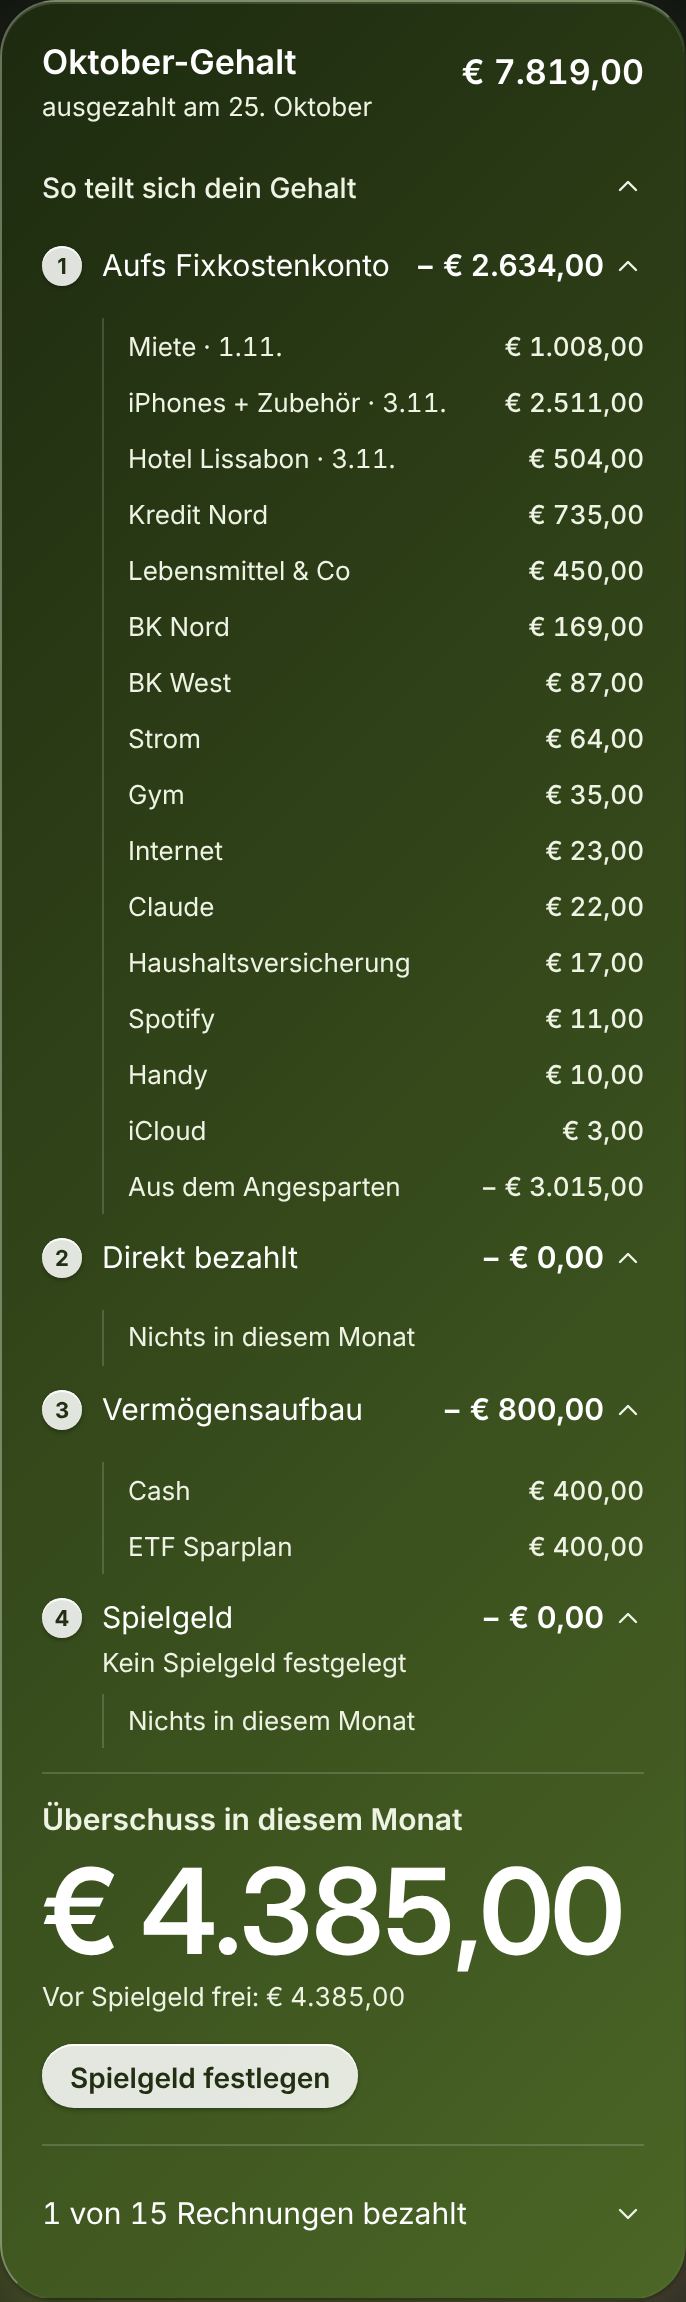 Oktober-Gehalt
€ 7.819,00
ausgezahlt am 25. Oktober
So teilt sich dein Gehalt
1 Aufs Fixkostenkonto – € 2.634,00
Miete · 1.11. € 1.008,00
iPhones + Zubehör · 3.11. € 2.511,00
Hotel Lissabon · 3.11. € 504,00
Kredit Nord € 735,00
Lebensmittel & Co € 450,00
BK Nord € 169,00
BK West € 87,00
Strom € 64,00
Gym € 35,00
Internet € 23,00
Claude € 22,00
Haushaltsversicherung € 17,00
Spotify € 11,00
Handy € 10,00
iCloud € 3,00
Aus dem Angesparten – € 3.015,00
2 Direkt bezahlt – € 0,00
Nichts in diesem Monat
3 Vermögensaufbau – € 800,00
Cash € 400,00
ETF Sparplan € 400,00
4 Spielgeld – € 0,00
Kein Spielgeld festgelegt
Nichts in diesem Monat
Überschuss in diesem Monat
€ 4.385,00
Vor Spielgeld frei: € 4.385,00
Spielgeld festlegen
1 von 15 Rechnungen bezahlt